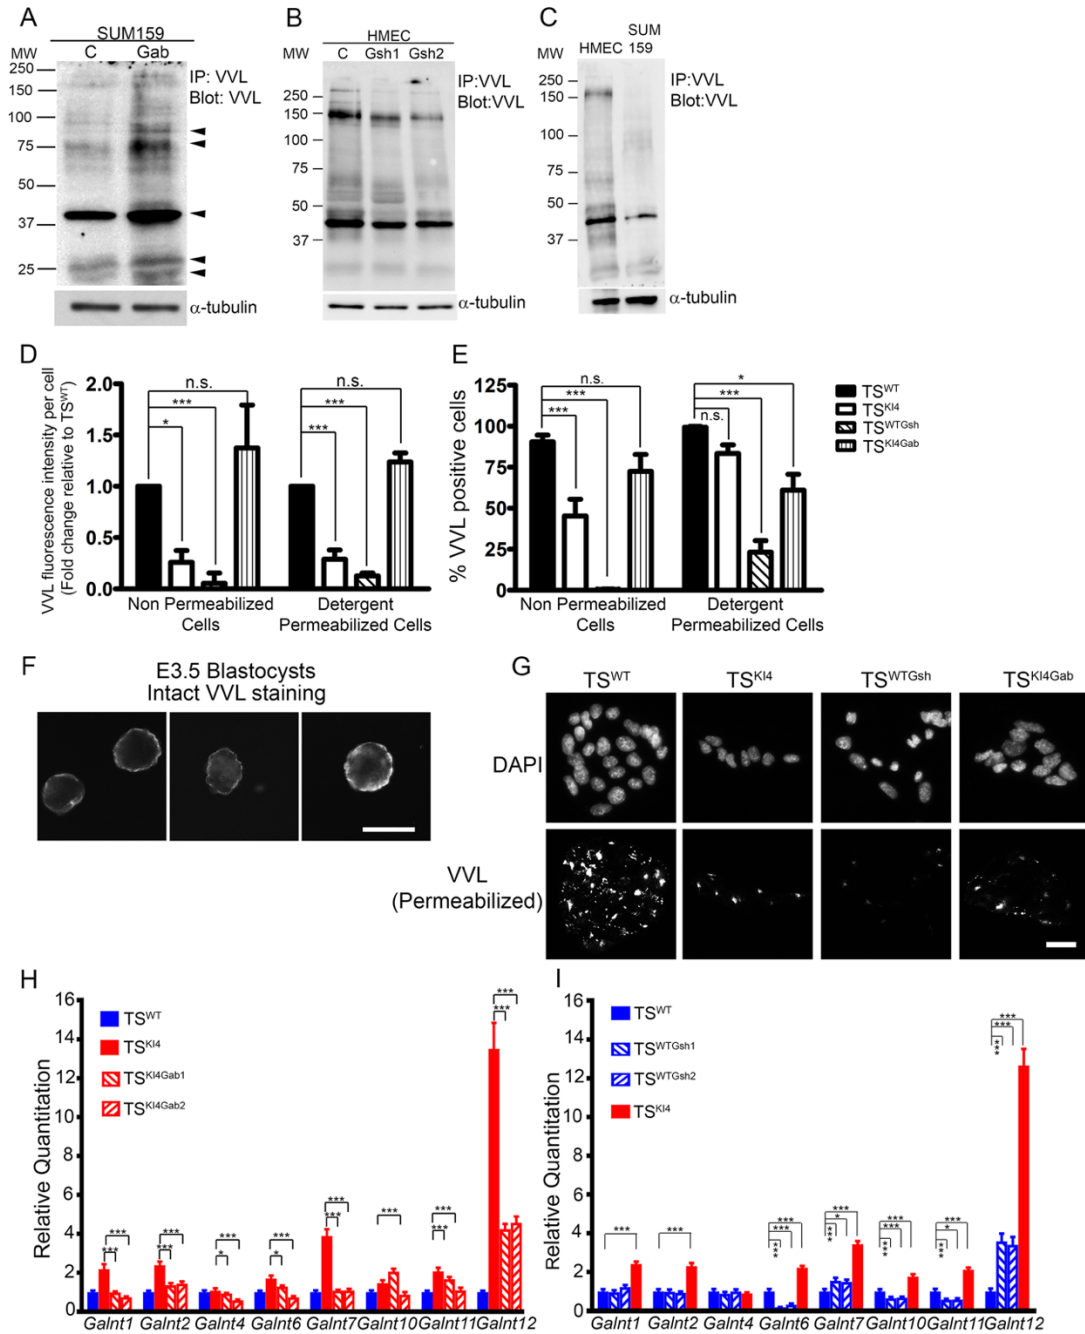 A
SUM159
C Gab
MW
250
150
100
75
50
37
25
IP: VVL
Blot: VVL
α-tubulin
B
HMEC
C Gsh1 Gsh2
MW
250
150
100
75
50
37
IP:VVL
Blot:VVL
α-tubulin
C
HMEC SUM
159
MW
250
150
100
75
50
37
IP:VVL
Blot:VVL
α-tubulin
D
VVL fluorescence intensity per cell
(Fold change relative to TSWT)
2.0
1.5
1.0
0.5
0.0
n.s.
***
*
n.s.
***
***
Non Permeabilized
Cells
Detergent
Permeabilized Cells
E
% VVL positive cells
125
100
75
50
25
0
n.s.
***
***
*
***
n.s.
Non Permeabilized
Cells
Detergent
Permeabilized Cells
TSWT
TSKI4
TSWTGsh
TSKI4Gab
F
E3.5 Blastocysts
Intact VVL staining
G
TSWT TSKI4 TSWTGsh TSKI4Gab
DAPI
VVL
(Permeabilized)
H
Relative Quantitation
16
14
12
10
8
6
4
2
0
TSWT
TSKI4
TSKI4Gab1
TSKI4Gab2
***
***
***
***
***
*
***
*
***
***
***
***
***
***
***
Galnt1 Galnt2 Galnt4 Galnt6 Galnt7 Galnt10 Galnt11 Galnt12
I
Relative Quantitation
16
14
12
10
8
6
4
2
0
TSWT
TSWTGsh1
TSWTGsh2
TSKI4
***
***
***
***
***
***
*
***
***
***
***
***
*
***
***
***
***
Galnt1 Galnt2 Galnt4 Galnt6 Galnt7 Galnt10 Galnt11 Galnt12